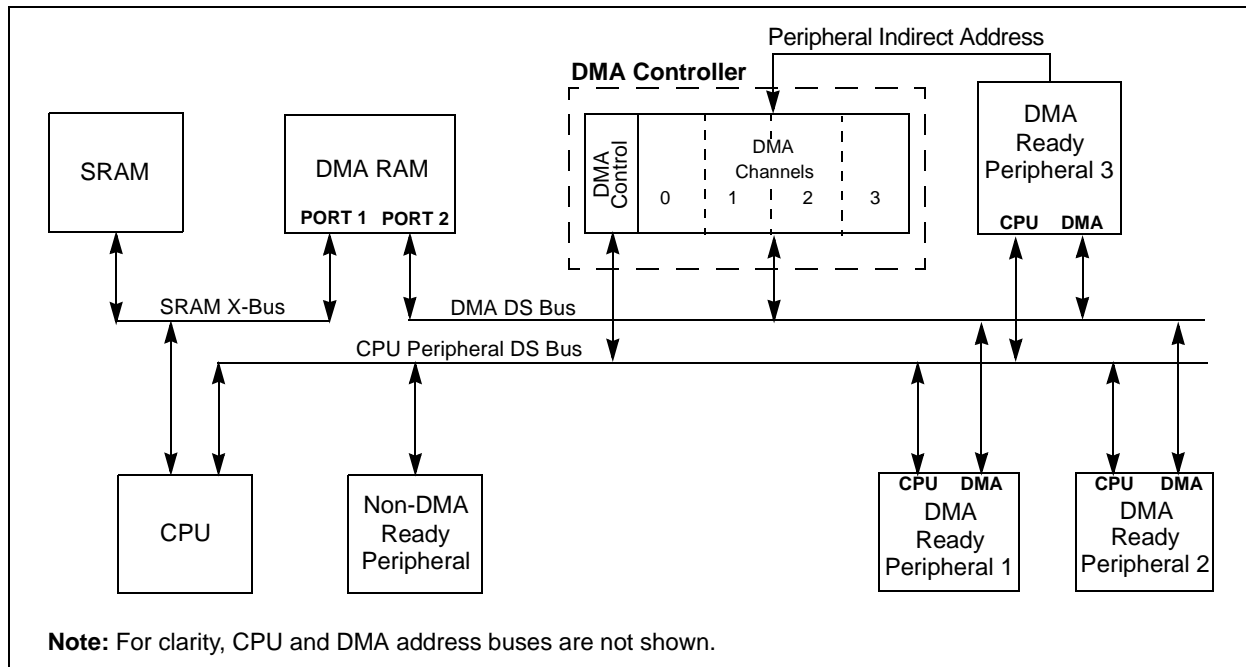 Peripheral Indirect Address
DMA Controller
SRAM
DMA RAM
PORT 1 PORT 2
DMA
Control
DMA
Channels
0 1 2 3
DMA
Ready
Peripheral 3
CPU DMA
SRAM X-Bus
DMA DS Bus
CPU Peripheral DS Bus
CPU
Non-DMA
Ready
Peripheral
CPU DMA
DMA
Ready
Peripheral 1
CPU DMA
DMA
Ready
Peripheral 2
Note: For clarity, CPU and DMA address buses are not shown.